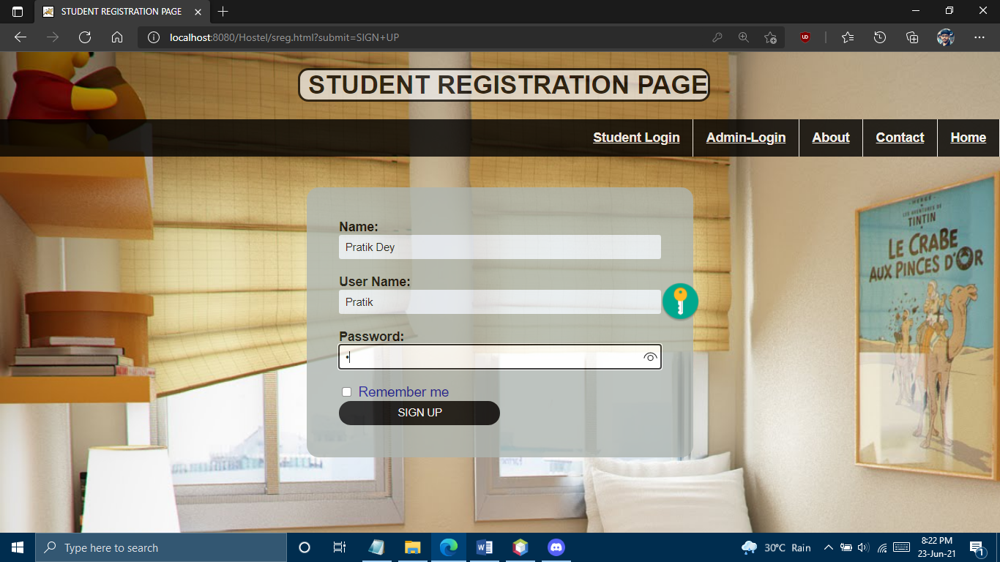 STUDENT REGISTRATION PAGE
localhost:8080/Hostel/sreg.html?submit=SIGN+UP
STUDENT REGISTRATION PAGE
Student Login Admin-Login About Contact Home
Name:
Pratik Dey
User Name:
Pratik
Password:
Remember me
SIGN UP
HERGÉ
LES AVENTURES DE
TINTIN
LE CRABE
AUX PINCES D'OR
Type here to search
30°C Rain
8:22 PM
23-Jun-21
1